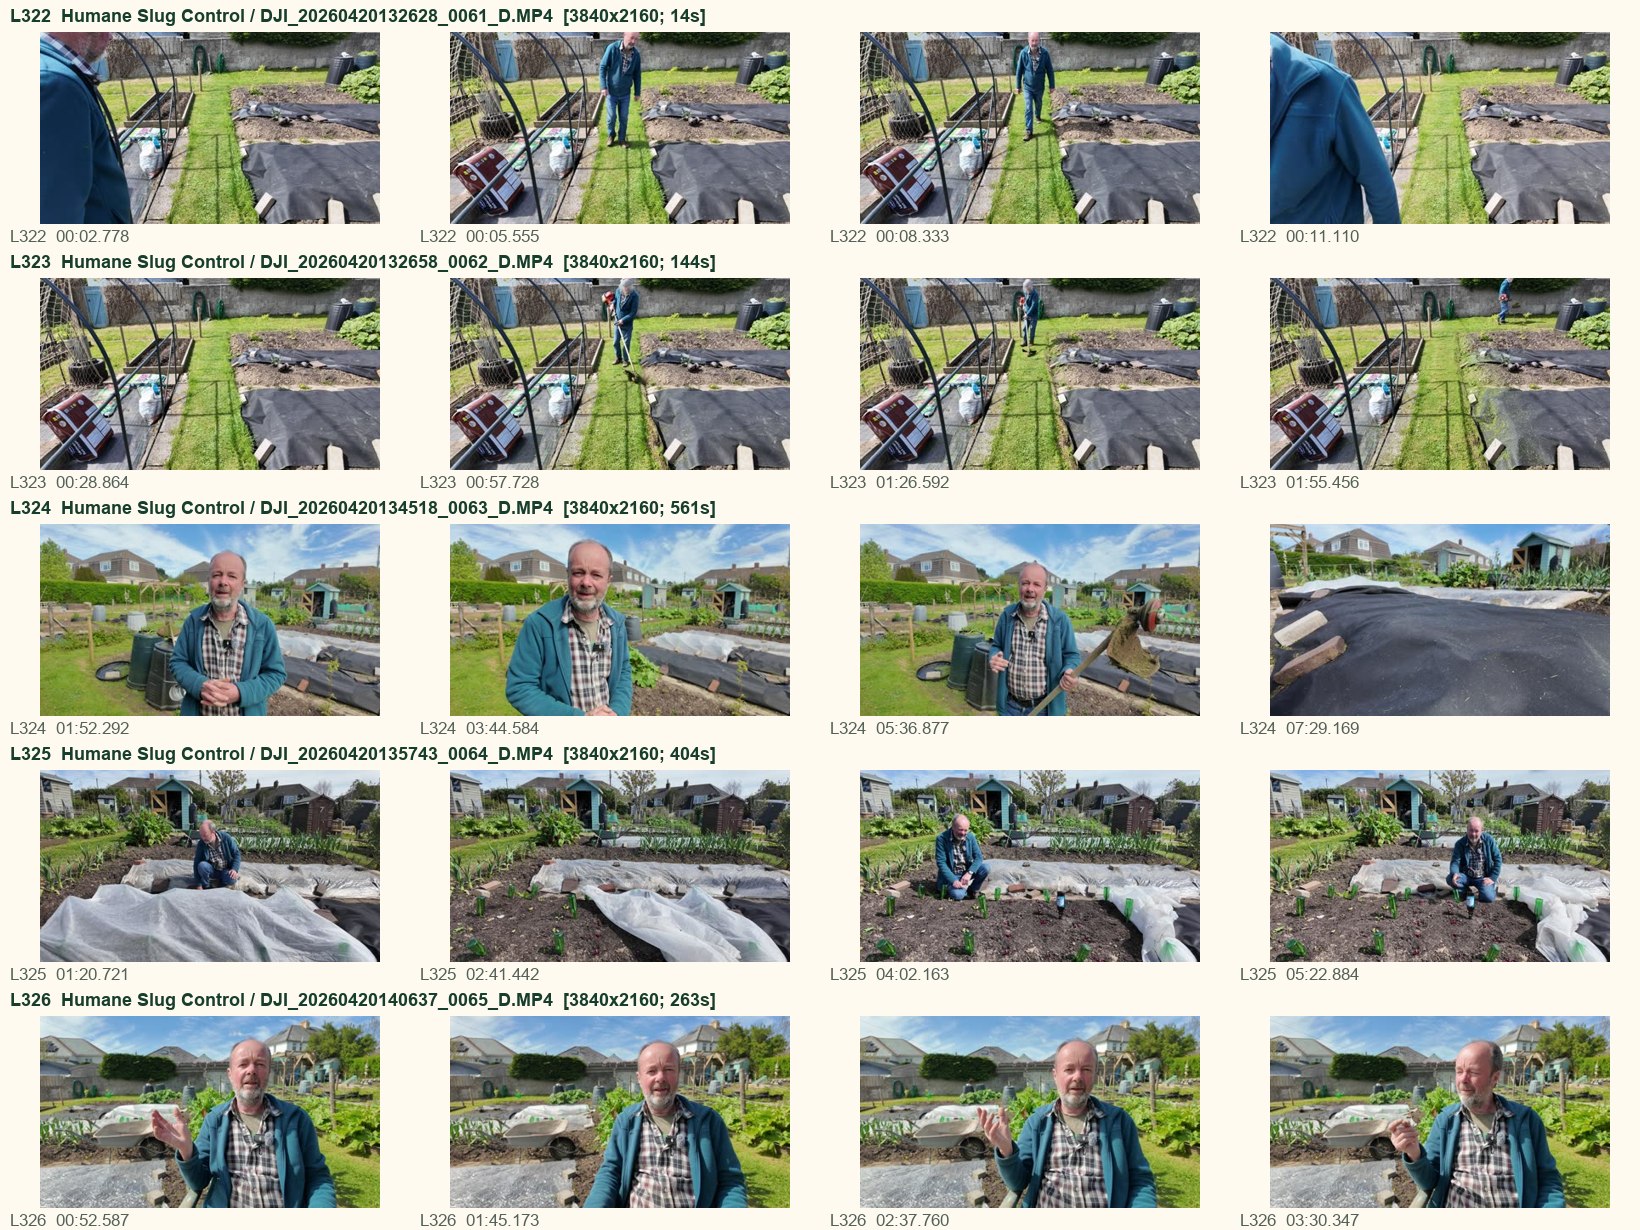 L322 Humane Slug Control / DJI_20260420132628_0061_D.MP4 [3840x2160; 14s]
L322 00:02.778
L322 00:05.555
L322 00:08.333
L322 00:11.110
L323 Humane Slug Control / DJI_20260420132658_0062_D.MP4 [3840x2160; 144s]
L323 00:28.864
L323 00:57.728
L323 01:26.592
L323 01:55.456
L324 Humane Slug Control / DJI_20260420134518_0063_D.MP4 [3840x2160; 561s]
L324 01:52.292
L324 03:44.584
L324 05:36.877
L324 07:29.169
L325 Humane Slug Control / DJI_20260420135743_0064_D.MP4 [3840x2160; 404s]
L325 01:20.721
L325 02:41.442
L325 04:02.163
L325 05:22.884
L326 Humane Slug Control / DJI_20260420140637_0065_D.MP4 [3840x2160; 263s]
L326 00:52.587
L326 01:45.173
L326 02:37.760
L326 03:30.347